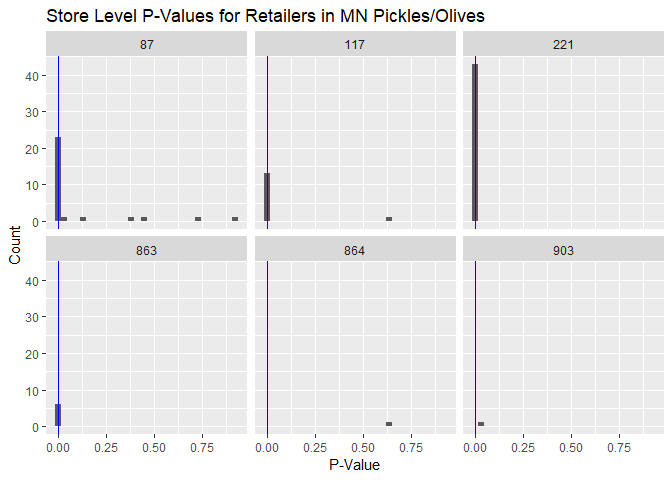 Store Level P-Values for Retailers in MN Pickles/Olives
87 117 221
40
30
20
10
0
863 864 903
40
30
20
10
0
0.00 0.25 0.50 0.75 0.00 0.25 0.50 0.75 0.00 0.25 0.50 0.75
P-Value
Count